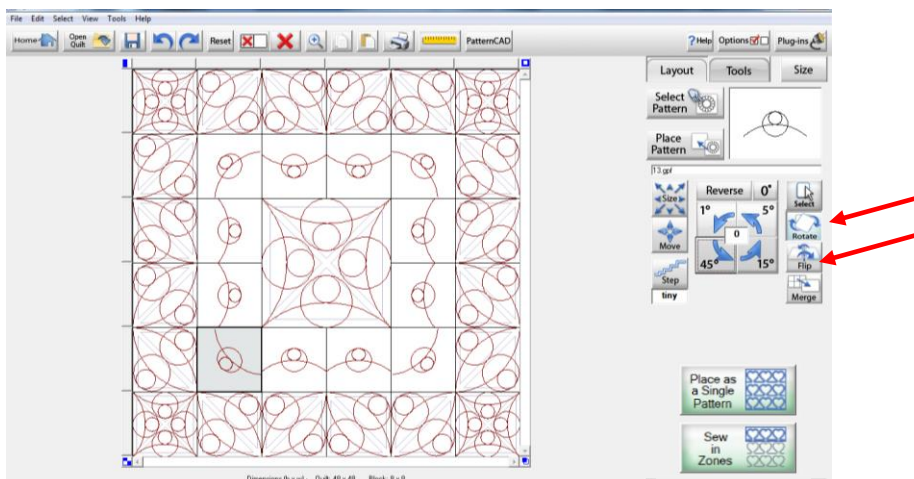 File Edit Select View Tools Help
Home Open Quilt Reset PatternCAD ?Help Options Plug-ins
Layout Tools Size
Select Pattern
Place Pattern
13.gpf
Size Reverse 0° Select
1° 5°
0 Rotate
Move 45° 15° Flip
Step Merge
tiny
Place as
a Single
Pattern
Sew
in
Zones